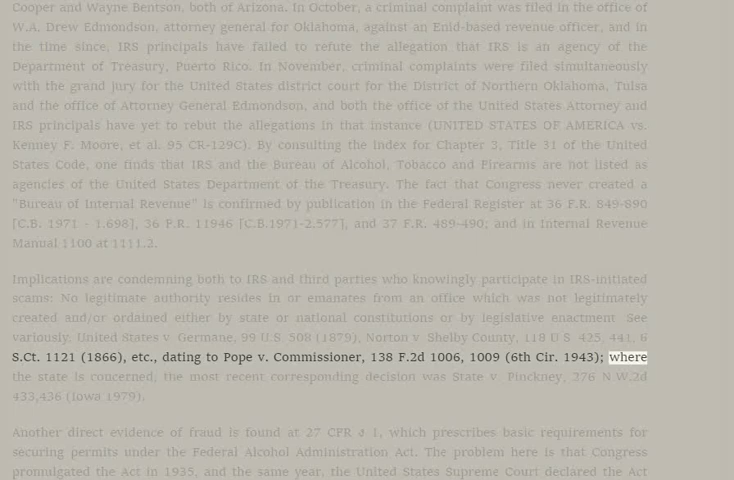 Cooper and Wayne Bentson, both of Arizona. In October, a criminal complaint was filed in the office of
W.A. Drew Edmondson, attorney general for Oklahoma, against an Enid-based revenue officer, and in
the time since, IRS principals have failed to refute the allegation that IRS is an agency of the
Department of Treasury, Puerto Rico. In November, criminal complaints were filed simultaneously
with the grand jury for the United States district court for the District of Northern Oklahoma, Tulsa
and the office of Attorney General Edmondson, and both the office of the United States Attorney and
IRS principals have yet to rebut the allegations in that instance (UNITED STATES OF AMERICA vs.
Kenney F. Moore, et al. 95 CR-129C). By consulting the index for Chapter 3, Title 31 of the United
States Code, one finds that IRS and the Bureau of Alcohol, Tobacco and Firearms are not listed as
agencies of the United States Department of the Treasury. The fact that Congress never created a
"Bureau of Internal Revenue" is confirmed by publication in the Federal Register at 36 F.R. 849-890
[C.B. 1971 - 1,698], 36 F.R. 11946 [C.B.1971-2,577], and 37 F.R. 489-490; and in Internal Revenue
Manual 1100 at 1111.2.
Implications are condemning both to IRS and third parties who knowingly participate in IRS-initiated
scams: No legitimate authority resides in or emanates from an office which was not legitimately
created and/or ordained either by state or national constitutions or by legislative enactment. See
variously, United States v. Germane, 99 U.S. 508 (1879), Norton v. Shelby County, 118 U.S. 425, 441, 6
S.Ct. 1121 (1866), etc., dating to Pope v. Commissioner, 138 F.2d 1006, 1009 (6th Cir. 1943); where
the state is concerned, the most recent corresponding decision was State v. Pinckney, 276 N.W.2d
433,436 (Iowa 1979).
Another direct evidence of fraud is found at 27 CFR 1, which prescribes basic requirements for
securing permits under the Federal Alcohol Administration Act. The problem here is that Congress
promulgated the Act in 1935, and the same year, the United States Supreme Court declared the Act